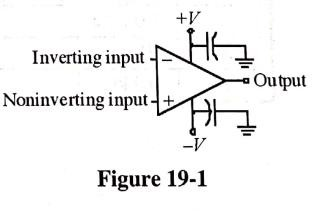 +V
Inverting input −
Output
Noninverting input +
−V
Figure 19-1